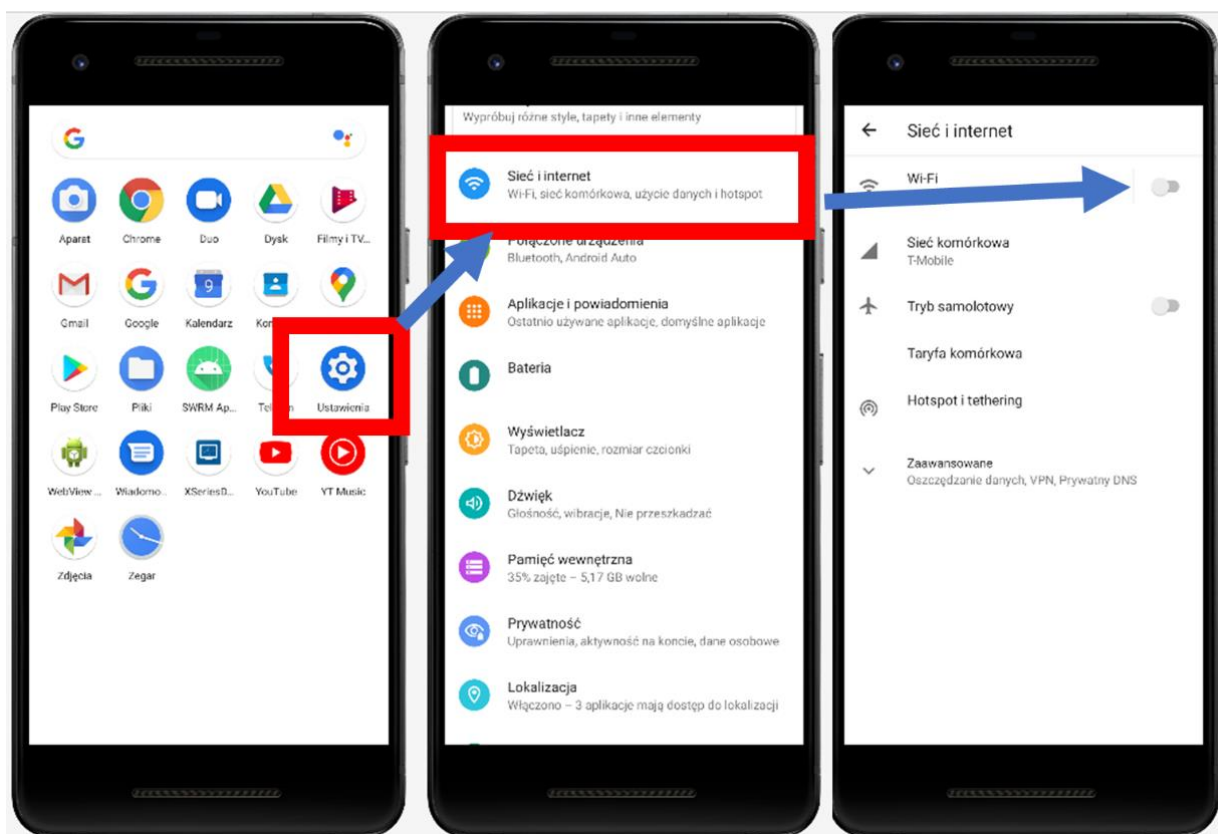 Aparat Chrome Duo Dysk Filmy i TV...
Gmail Google Kalendarz
Play Store Pliki SWRM Ap... Ustawienia
WebView ... Wiadomo... XSeriesD... YouTube YT Music
Zdjęcia Zegar
Wypróbuj różne style, tapety i inne elementy
Sieć i internet
Wi-Fi, sieć komórkowa, użycie danych i hotspot
Połączone urządzenia
Bluetooth, Android Auto
Aplikacje i powiadomienia
Ostatnio używane aplikacje, domyślne aplikacje
Bateria
Wyświetlacz
Tapeta, uśpienie, rozmiar czcionki
Dźwięk
Głośność, wibracje, Nie przeszkadzać
Pamięć wewnętrzna
35% zajęte – 5,17 GB wolne
Prywatność
Uprawnienia, aktywność na koncie, dane osobowe
Lokalizacja
Włączono – 3 aplikacje mają dostęp do lokalizacji
Sieć i internet
Wi-Fi
Sieć komórkowa
T-Mobile
Tryb samolotowy
Taryfa komórkowa
Hotspot i tethering
Zaawansowane
Oszczędzanie danych, VPN, Prywatny DNS